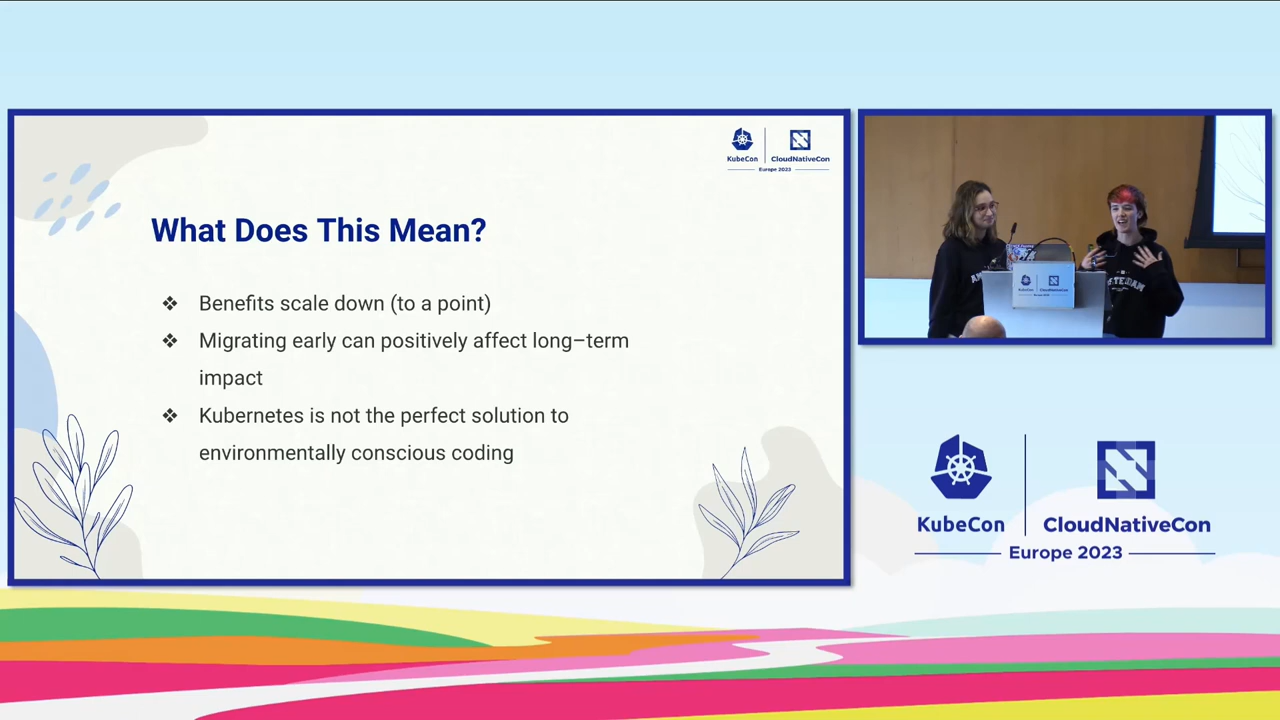 KubeCon
CloudNativeCon
Europe 2023
What Does This Mean?
❖ Benefits scale down (to a point)
❖ Migrating early can positively affect long–term
impact
❖ Kubernetes is not the perfect solution to
environmentally conscious coding
KubeCon
CloudNativeCon
Europe 2023